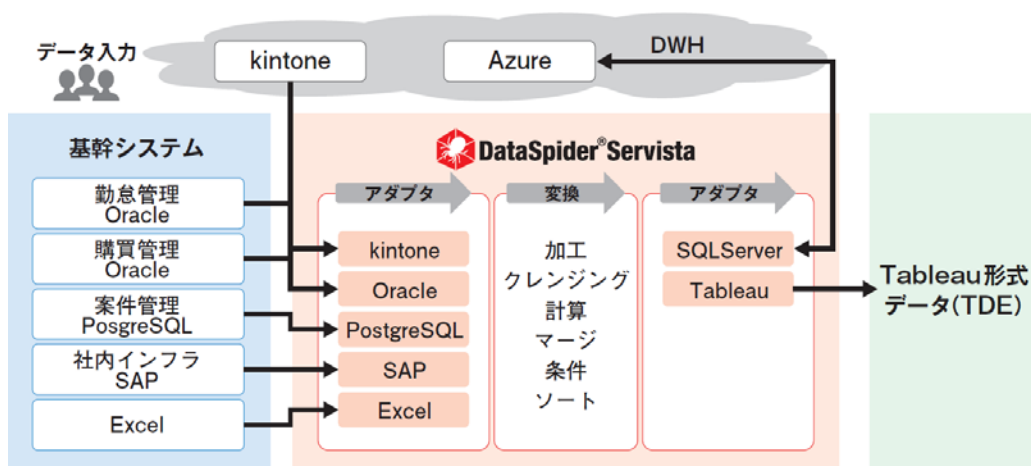 データ入力
kintone
Azure
DWH
基幹システム
勤怠管理
Oracle
購買管理
Oracle
案件管理
PosgreSQL
社内インフラ
SAP
Excel
DataSpider®Servista
アダプタ
kintone
Oracle
PostgreSQL
SAP
Excel
変換
加工
クレンジング
計算
マージ
条件
ソート
アダプタ
SQLServer
Tableau
Tableau形式
データ(TDE)